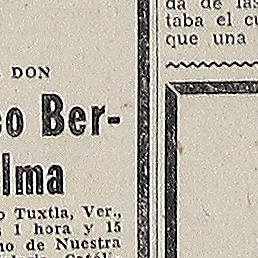 DON
eo Ber-
lma
o Tuxtla, Ver.,
s 1 hora y 15
no de Nuestra
da de las
taba el cu
que una